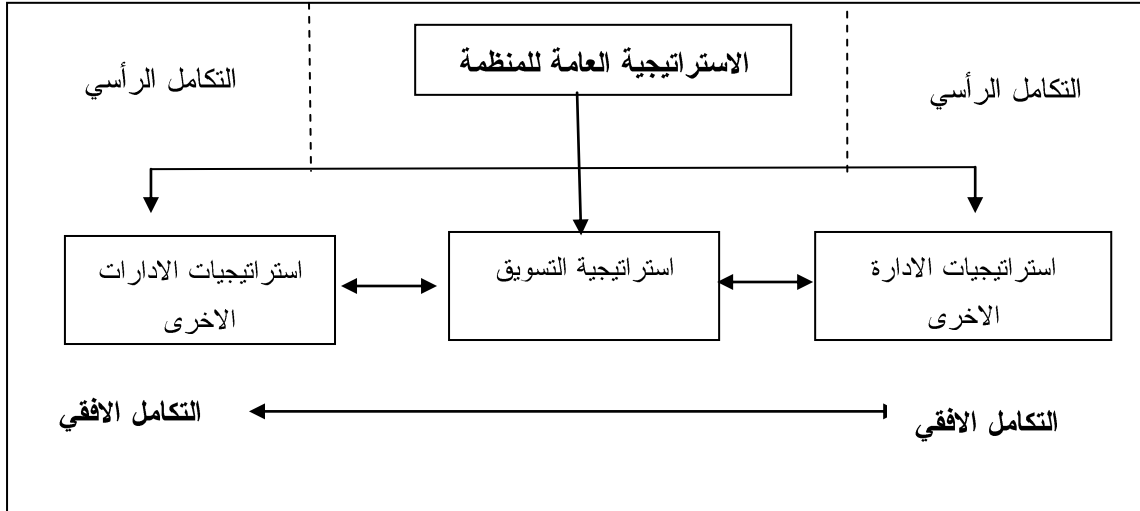 الاستراتيجية العامة للمنظمة
التكامل الرأسي
التكامل الرأسي
استراتيجيات الادارة
الاخرى
استراتيجية التسويق
استراتيجيات الادارات
الاخرى
التكامل الافقي
التكامل الافقي